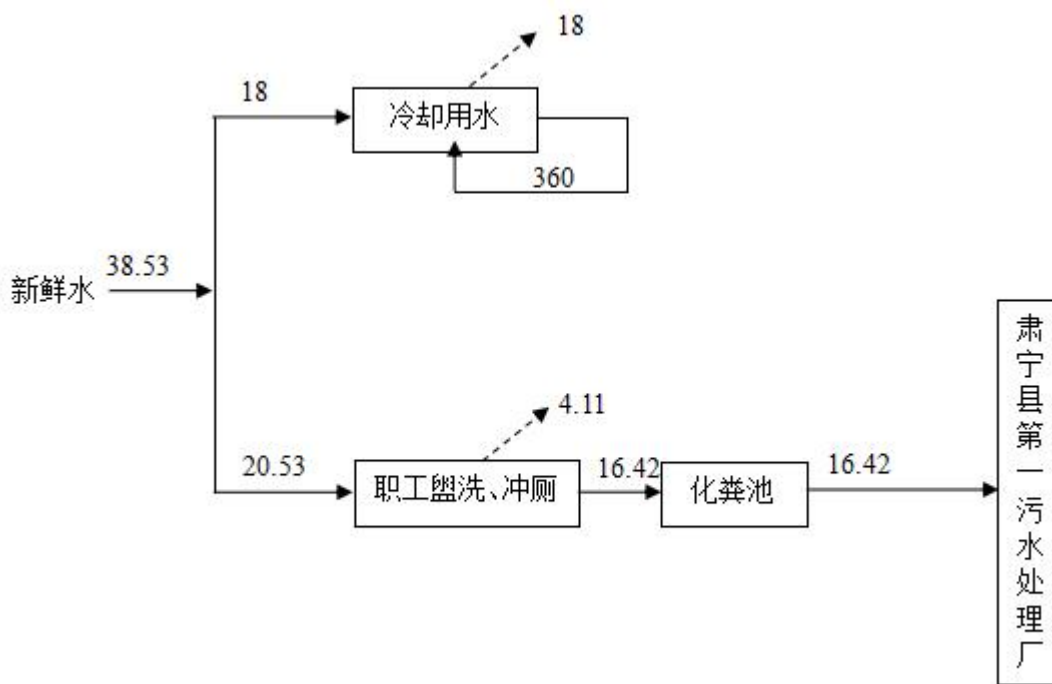 18
18
冷却用水
360
38.53
新鲜水
4.11
20.53
职工盥洗、冲厕
16.42
化粪池
16.42
肃宁县第一污水处理厂